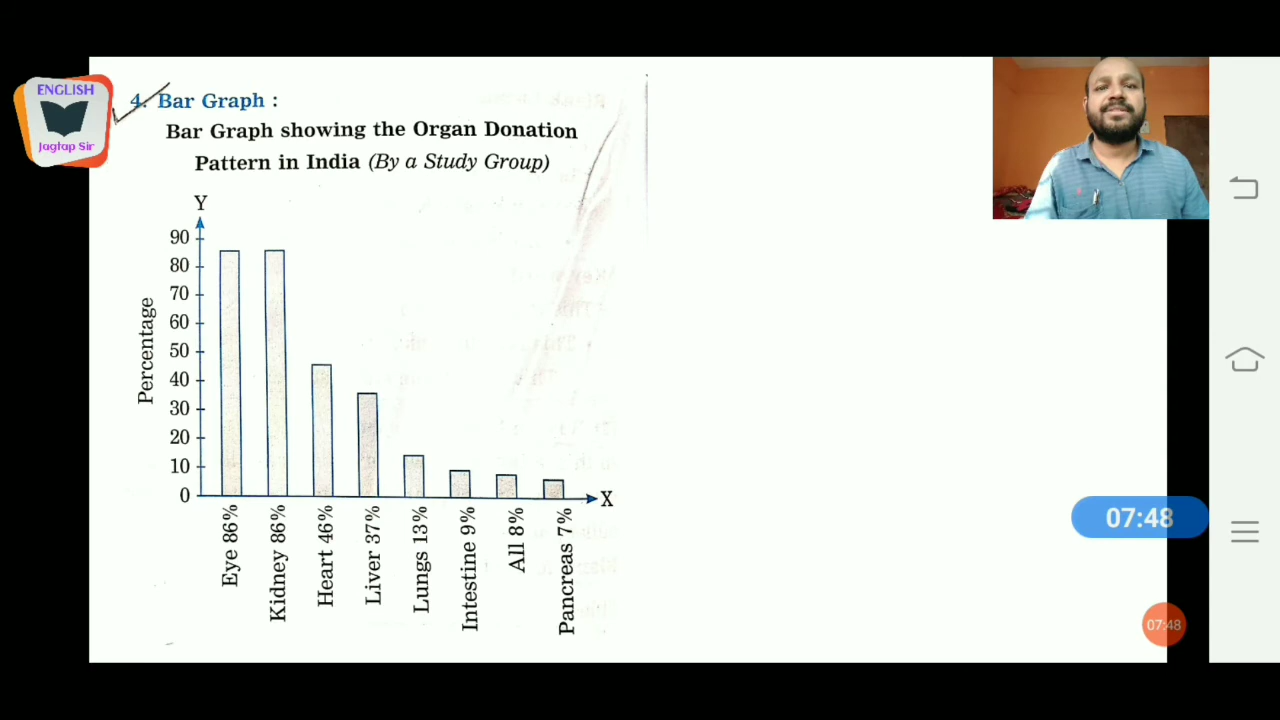 ENGLISH
Jagtap Sir
4. Bar Graph :
Bar Graph showing the Organ Donation
Pattern in India (By a Study Group)
Y
90
80
70
60
50
40
30
20
10
0
Percentage
X
Eye 86%
Kidney 86%
Heart 46%
Liver 37%
Lungs 13%
Intestine 9%
All 8%
Pancreas 7%
07:48
07:48